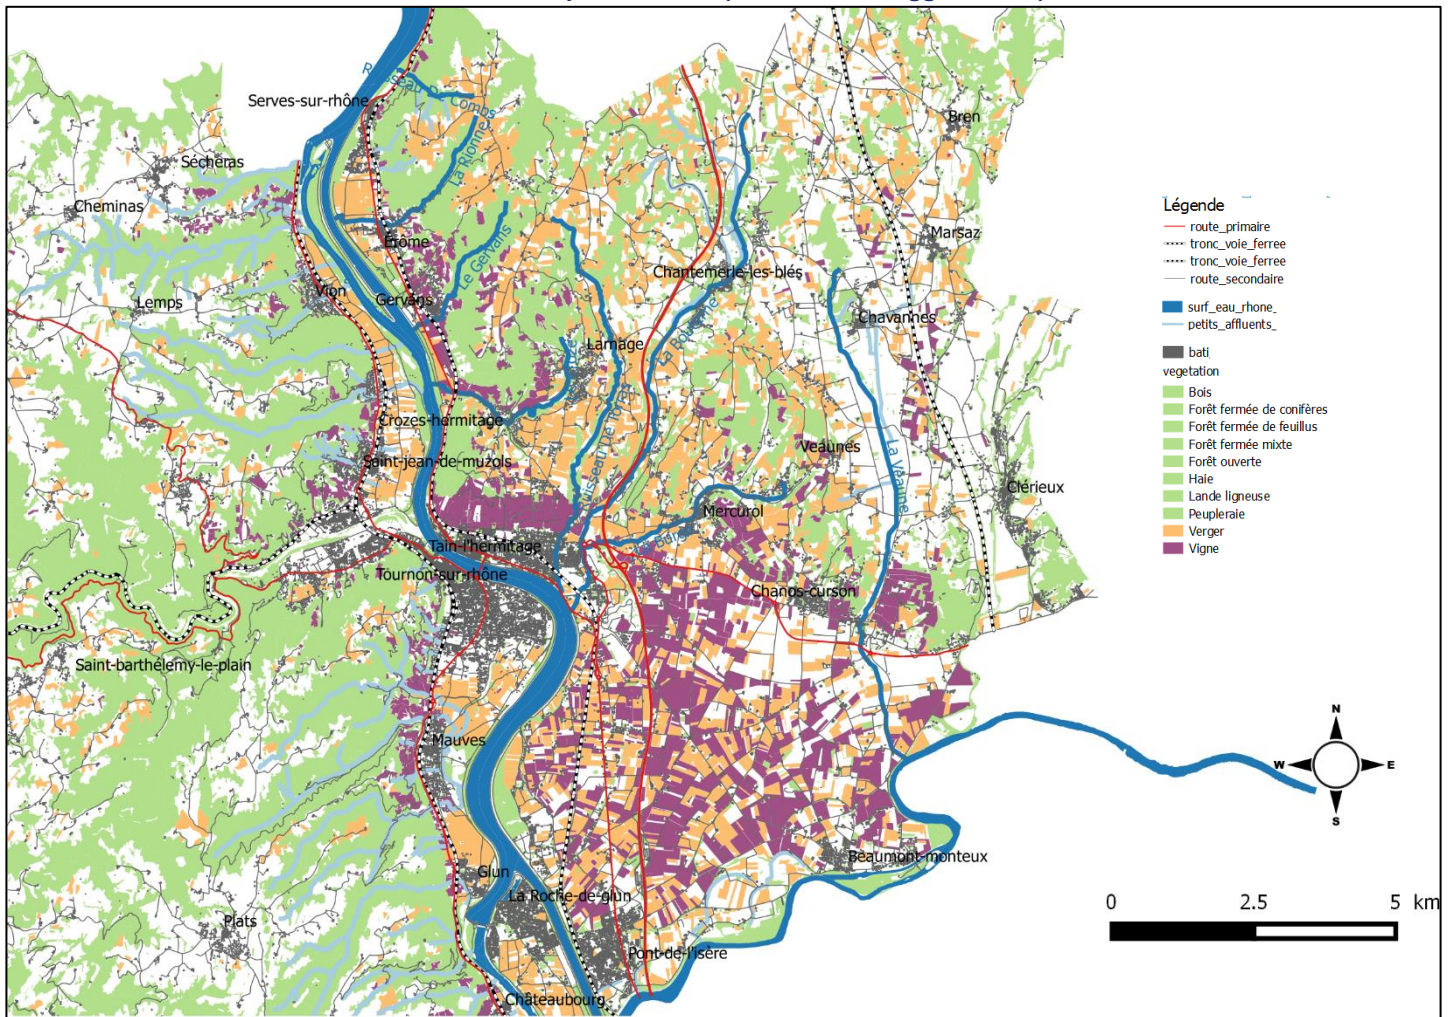 Serves-sur-rhône
Bren
Sécheras
La Rionnet
Cheminas
Marsaz
Érome
Le Gervans
Chantemerle-les-blés
Vion
Gervans
Lemps
Chavannes
Larnage
La Bouterne
Crozes-hermitage
Veaunes
Saint-jean-de-muzols
La Veaune
Clérieux
Mercurol
Tain-l'hermitage
Tournon-sur-rhône
Chanos-curson
Saint-barthélemy-le-plain
Mauves
Beaumont-monteux
Glun
La Roche-de-glun
Plats
Pont-de-l'isère
Châteaubourg
Légende
route_primaire
tronc_voie_ferree
tronc_voie_ferree
route_secondaire
surf_eau_rhone_
petits_affluents_
bati
vegetation
Bois
Forêt fermée de conifères
Forêt fermée de feuillus
Forêt fermée mixte
Forêt ouverte
Haie
Lande ligneuse
Peupleraie
Verger
Vigne
N
W E
S
0 2.5 5 km